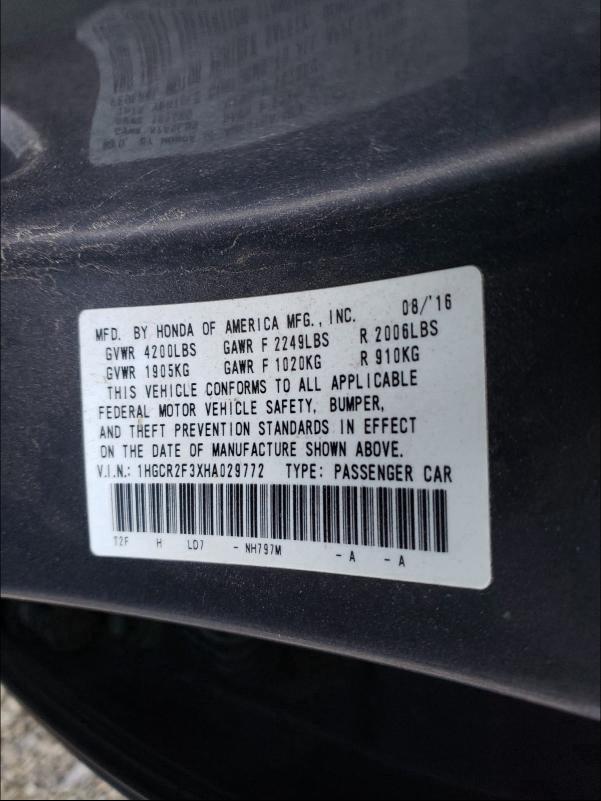 MFD. BY HONDA OF AMERICA MFG., INC. 08/'16
GVWR 4200LBS GAWR F 2249LBS R 2006LBS
GVWR 1905KG GAWR F 1020KG R 910KG
THIS VEHICLE CONFORMS TO ALL APPLICABLE
FEDERAL MOTOR VEHICLE SAFETY, BUMPER,
AND THEFT PREVENTION STANDARDS IN EFFECT
ON THE DATE OF MANUFACTURE SHOWN ABOVE.
V.I.N.: 1HGCR2F3XHA029772 TYPE: PASSENGER CAR
T2F H L07 - NH797M - A - A